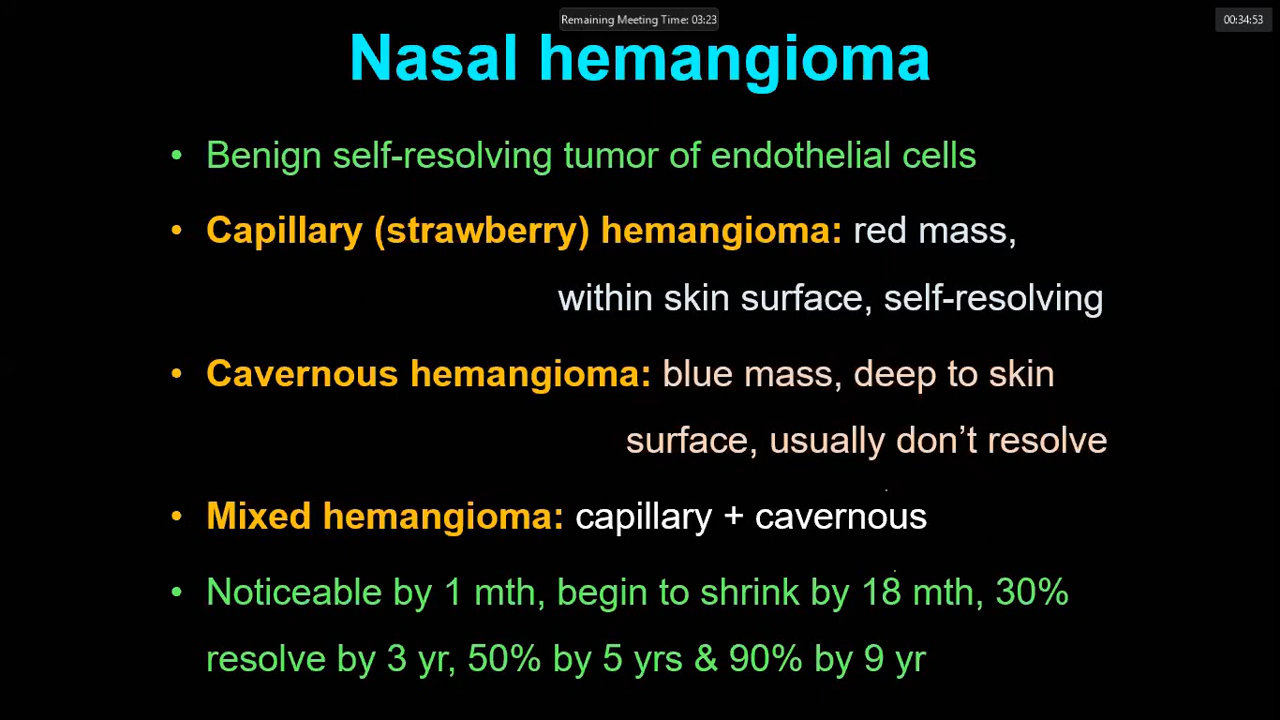 Remaining Meeting Time: 03:23
00:34:53
Nasal hemangioma
• Benign self-resolving tumor of endothelial cells
• Capillary (strawberry) hemangioma: red mass,
within skin surface, self-resolving
• Cavernous hemangioma: blue mass, deep to skin
surface, usually don’t resolve
• Mixed hemangioma: capillary + cavernous
• Noticeable by 1 mth, begin to shrink by 18 mth, 30%
resolve by 3 yr, 50% by 5 yrs & 90% by 9 yr